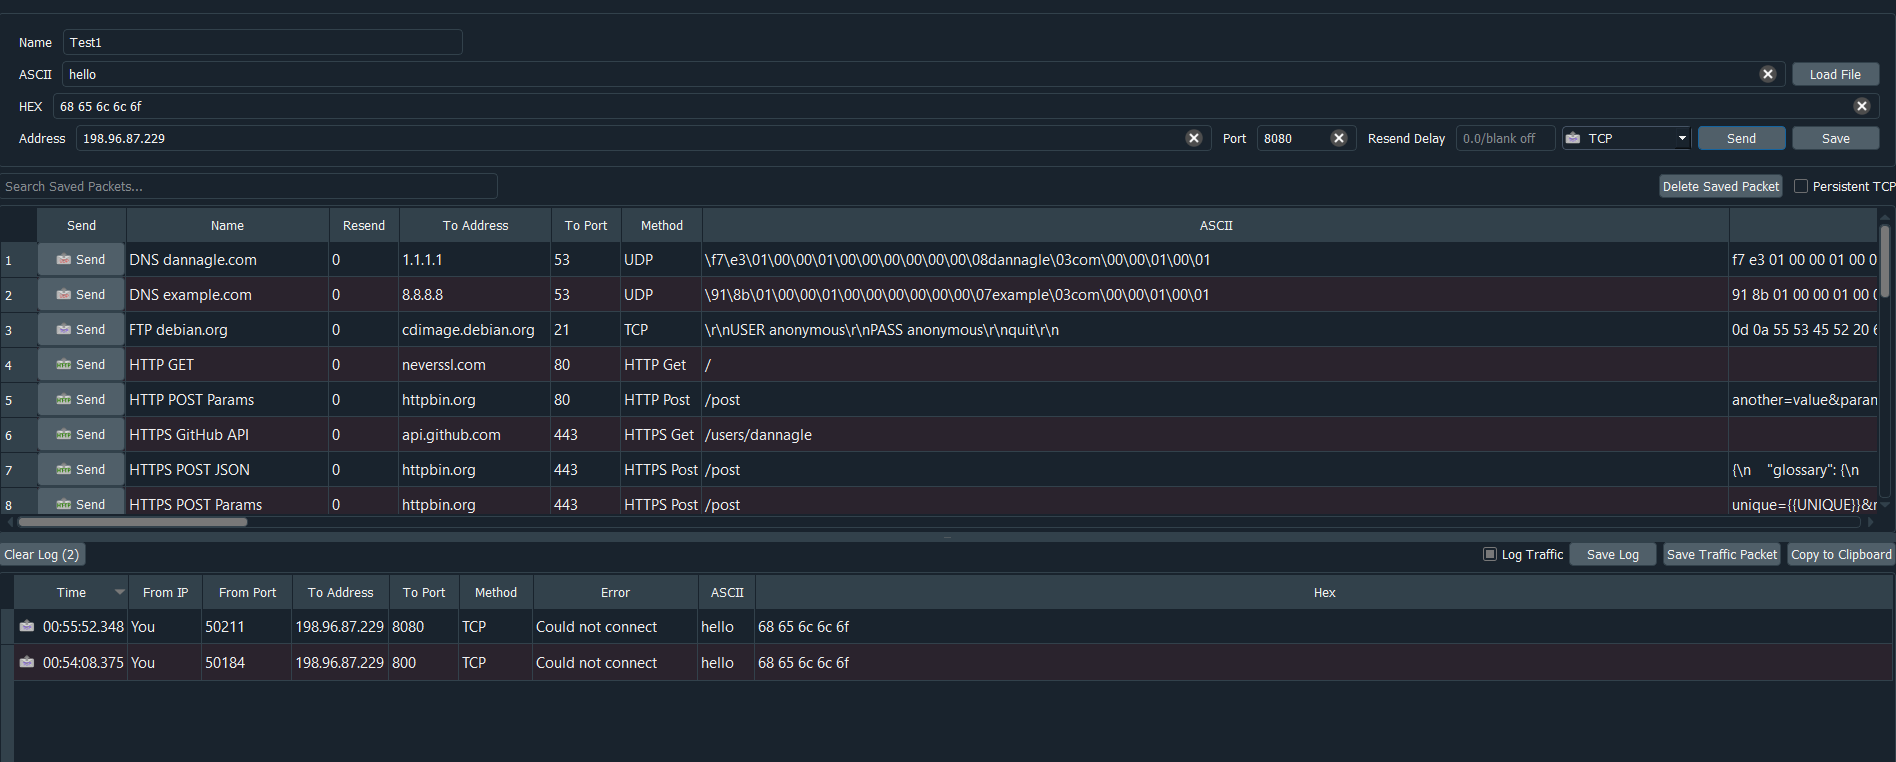 Name Test1
ASCII hello Load File
HEX 68 65 6c 6c 6f
Address 198.96.87.229 Port 8080 Resend Delay 0.0/blank off TCP Send Save
Search Saved Packets... Delete Saved Packet Persistent TCP
Send Name Resend To Address To Port Method ASCII
1 Send DNS dannagle.com 0 1.1.1.1 53 UDP \f7\e3\01\00\00\01\00\00\00\00\00\00\08dannagle\03com\00\00\01\00\01 f7 e3 01 00 00 01 00 0
2 Send DNS example.com 0 8.8.8.8 53 UDP \91\8b\01\00\00\01\00\00\00\00\00\00\07example\03com\00\00\01\00\01 91 8b 01 00 00 01 00 0
3 Send FTP debian.org 0 cdimage.debian.org 21 TCP \r\nUSER anonymous\r\nPASS anonymous\r\nquit\r\n 0d 0a 55 53 45 52 20 6
4 Send HTTP GET 0 neverssl.com 80 HTTP Get /
5 Send HTTP POST Params 0 httpbin.org 80 HTTP Post /post another=value&param
6 Send HTTPS GitHub API 0 api.github.com 443 HTTPS Get /users/dannagle
7 Send HTTPS POST JSON 0 httpbin.org 443 HTTPS Post /post {\n "glossary": {\n
8 Send HTTPS POST Params 0 httpbin.org 443 HTTPS Post /post unique={{UNIQUE}}&r
Clear Log (2) Log Traffic Save Log Save Traffic Packet Copy to Clipboard
Time From IP From Port To Address To Port Method Error ASCII Hex
00:55:52.348 You 50211 198.96.87.229 8080 TCP Could not connect hello 68 65 6c 6c 6f
00:54:08.375 You 50184 198.96.87.229 800 TCP Could not connect hello 68 65 6c 6c 6f